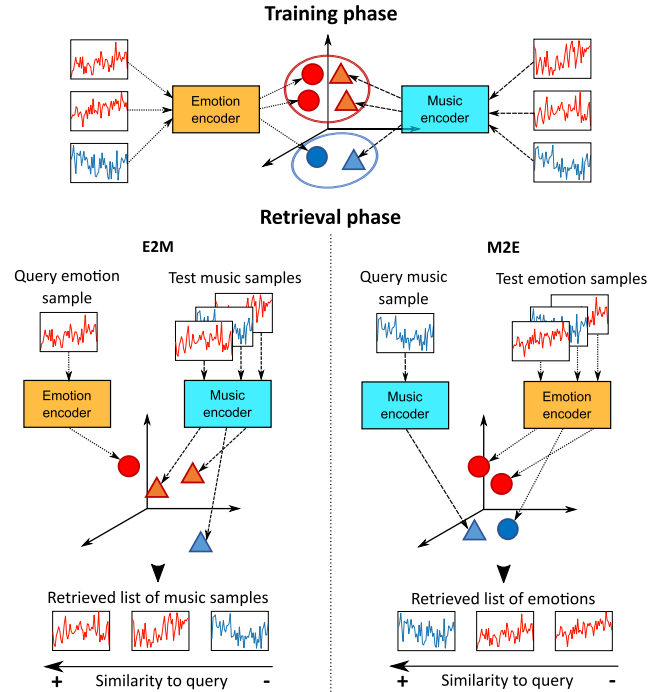 Training phase
Emotion
encoder
Music
encoder
Retrieval phase
E2M
Query emotion
sample
Test music samples
Emotion
encoder
Music
encoder
Retrieved list of music samples
+ Similarity to query -
M2E
Query music
sample
Test emotion samples
Music
encoder
Emotion
encoder
Retrieved list of emotions
+ Similarity to query -